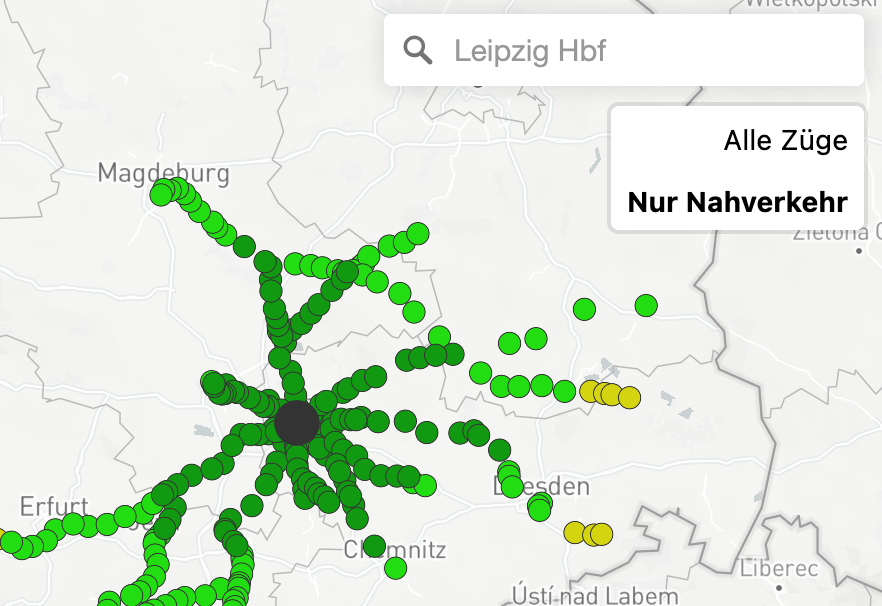 Leipzig Hbf
Alle Züge
Nur Nahverkehr
Magdeburg
Erfurt
Dresden
Chemnitz
Liberec
Ústí nad Labem